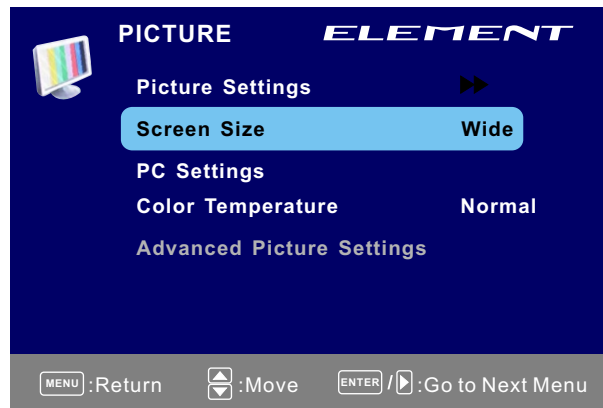 PICTURE ELEMENT
Picture Settings
Screen Size Wide
PC Settings
Color Temperature Normal
Advanced Picture Settings
MENU :Return :Move ENTER / :Go to Next Menu